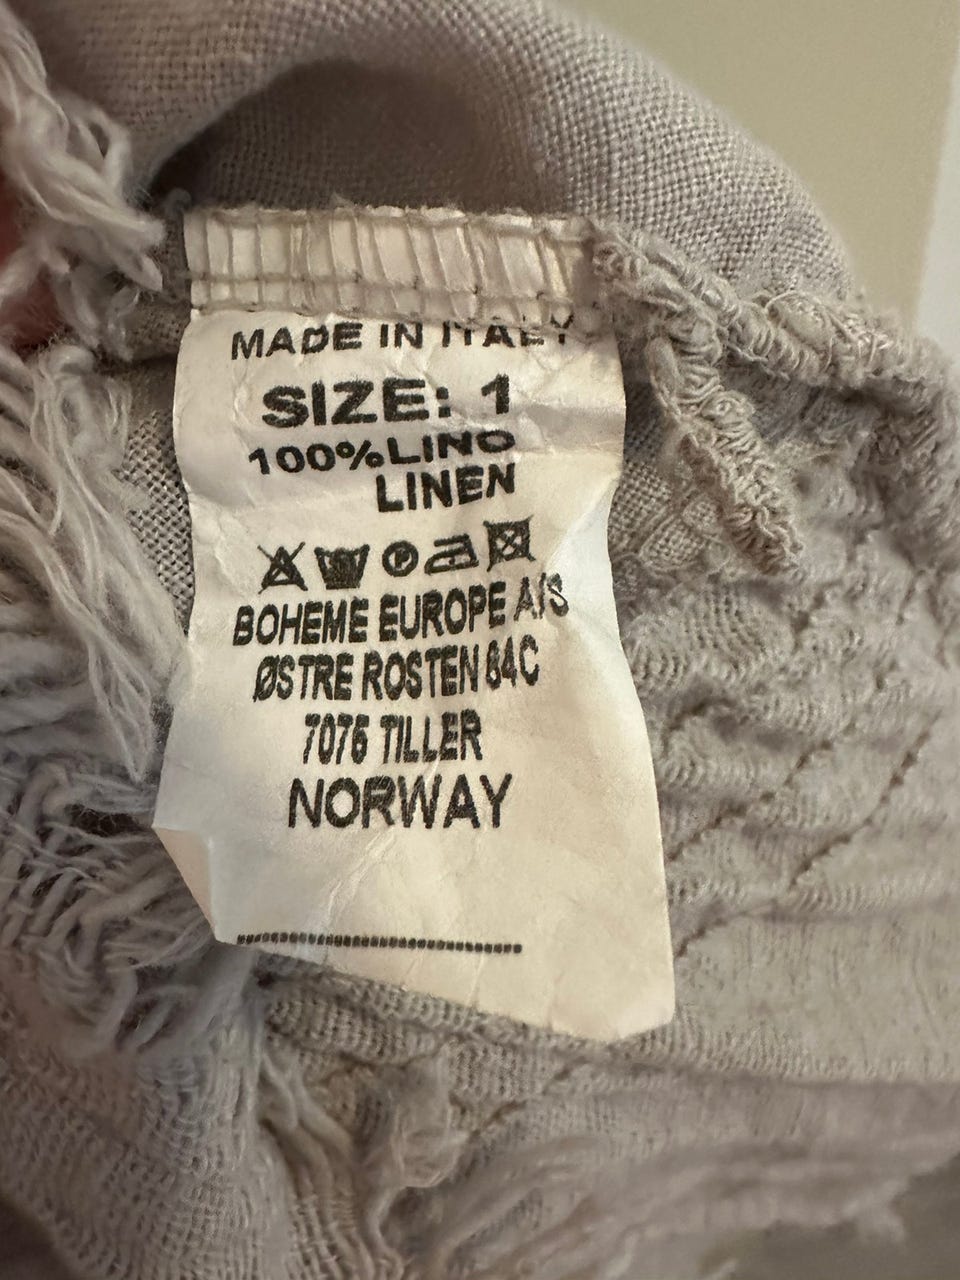 MADE IN ITALY
SIZE: 1
100%LINO
LINEN
BOHEME EUROPE A/S
ØSTRE ROSTEN 84C
7075 TILLER
NORWAY